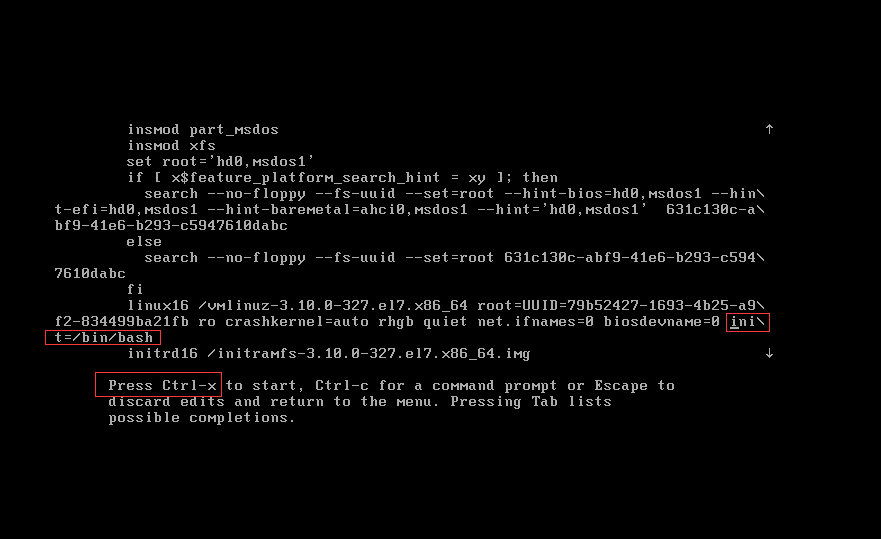 insmod part_msdos
↑
insmod xfs
set root='hd0,msdos1'
if [ x$feature_platform_search_hint = xy ]; then
search --no-floppy --fs-uuid --set=root --hint-bios=hd0,msdos1 --hin\
t-efi=hd0,msdos1 --hint-baremetal=ahci0,msdos1 --hint='hd0,msdos1'  631c130c-a\
bf9-41e6-b293-c5947610dabc
else
search --no-floppy --fs-uuid --set=root 631c130c-abf9-41e6-b293-c594\
7610dabc
fi
linux16 /vmlinuz-3.10.0-327.el7.x86_64 root=UUID=79b52427-1693-4b25-a9\
f2-834499ba21fb ro crashkernel=auto rhgb quiet net.ifnames=0 biosdevname=0 ini\
t=/bin/bash
initrd16 /initramfs-3.10.0-327.el7.x86_64.img
↓
Press Ctrl-x to start, Ctrl-c for a command prompt or Escape to
discard edits and return to the menu. Pressing Tab lists
possible completions.